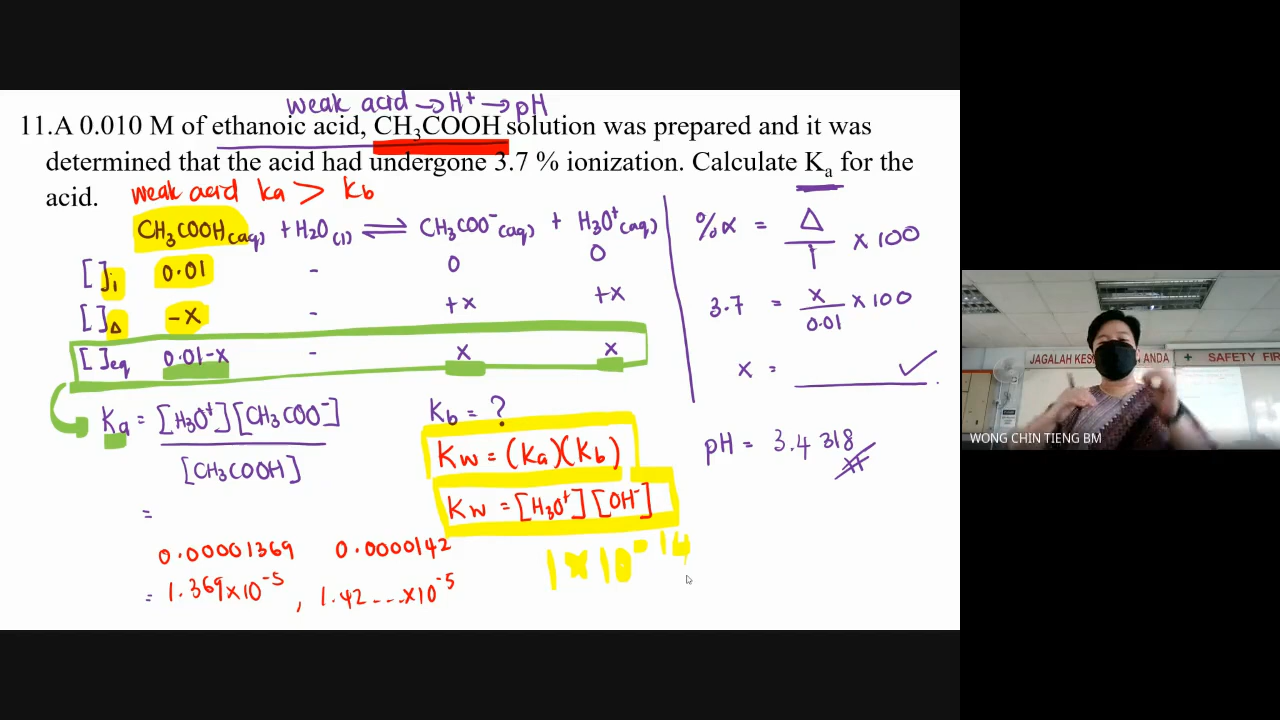 weak acid → H⁺ → pH
11.A 0.010 M of ethanoic acid, CH₃COOH solution was prepared and it was
determined that the acid had undergone 3.7 % ionization. Calculate Kₐ for the
acid.
weak acid ka > kb
CH₃COOH(aq) + H₂O(l) ⇌ CH₃COO⁻(aq) + H₃O⁺(aq)
[ ]i 0.01 - 0 0
[ ]Δ -x - +x +x
[ ]eq 0.01-x - x x
Ka = [H₃O⁺][CH₃COO⁻]
[CH₃COOH]
=
0.00001369 0.0000142
= 1.369x10⁻⁵ , 1.42 ...x10⁻⁵
Kb = ?
Kw = (Ka)(Kb)
Kw = [H₃O⁺][OH⁻]
1 x 10⁻¹⁴
%α = Δ/i x 100
3.7 = x/0.01 x 100
x = ✓
pH = 3.4318
JAGALAH KES ANDA + SAFETY FIR
WONG CHIN TIENG BM